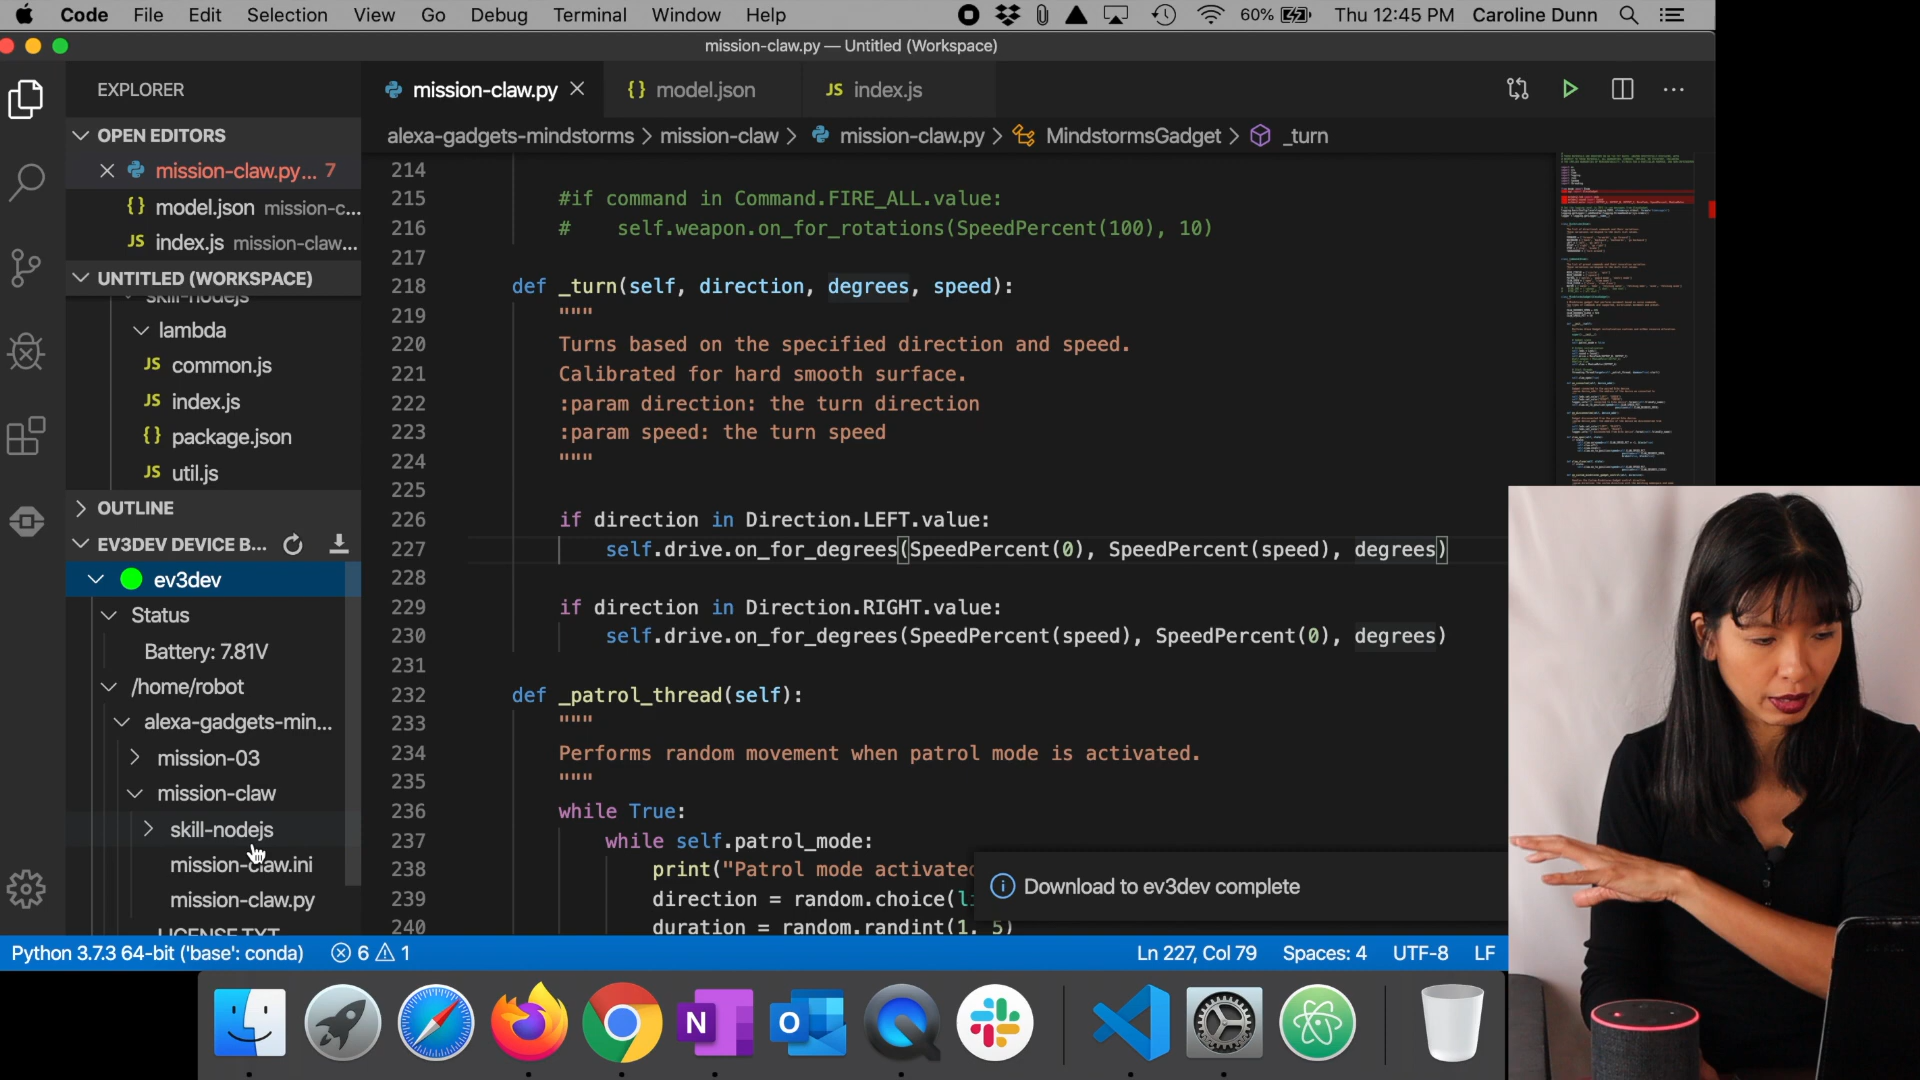 Code File Edit Selection View Go Debug Terminal Window Help 60% Thu 12:45 PM Caroline Dunn
mission-claw.py — Untitled (Workspace)
EXPLORER
mission-claw.py
{} model.json
JS index.js
OPEN EDITORS
alexa-gadgets-mindstorms > mission-claw > mission-claw.py > MindstormsGadget > _turn
mission-claw.py... 7
{} model.json mission-c...
JS index.js mission-claw...
UNTITLED (WORKSPACE)
skill-nodejs
lambda
JS common.js
JS index.js
{} package.json
JS util.js
OUTLINE
EV3DEV DEVICE B...
ev3dev
Status
Battery: 7.81V
/home/robot
alexa-gadgets-min...
mission-03
mission-claw
skill-nodejs
mission-claw.ini
mission-claw.py
LICENSE.TXT
214
215 #if command in Command.FIRE_ALL.value:
216 # self.weapon.on_for_rotations(SpeedPercent(100), 10)
217
218 def _turn(self, direction, degrees, speed):
219 """
220 Turns based on the specified direction and speed.
221 Calibrated for hard smooth surface.
222 :param direction: the turn direction
223 :param speed: the turn speed
224 """
225
226 if direction in Direction.LEFT.value:
227 self.drive.on_for_degrees(SpeedPercent(0), SpeedPercent(speed), degrees)
228
229 if direction in Direction.RIGHT.value:
230 self.drive.on_for_degrees(SpeedPercent(speed), SpeedPercent(0), degrees)
231
232 def _patrol_thread(self):
233 """
234 Performs random movement when patrol mode is activated.
235 """
236 while True:
237 while self.patrol_mode:
238 print("Patrol mode activated
239 direction = random.choice(li
240 duration = random.randint(1, 5)
Download to ev3dev complete
Python 3.7.3 64-bit ('base': conda) 6 1 Ln 227, Col 79 Spaces: 4 UTF-8 LF
N
O